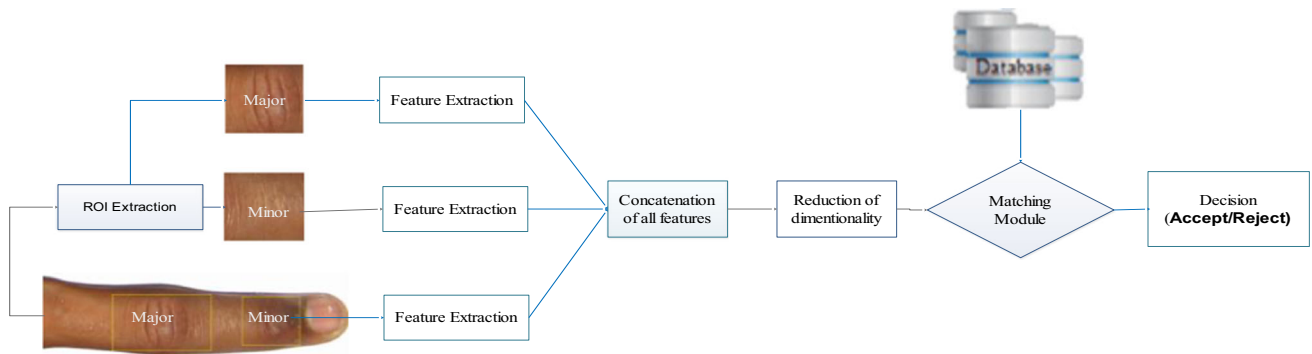 Database
Major
Feature Extraction
ROI Extraction
Minor
Feature Extraction
Concatenation
of all features
Reduction of
dimentionality
Matching
Module
Decision
(Accept/Reject)
Major
Minor
Feature Extraction